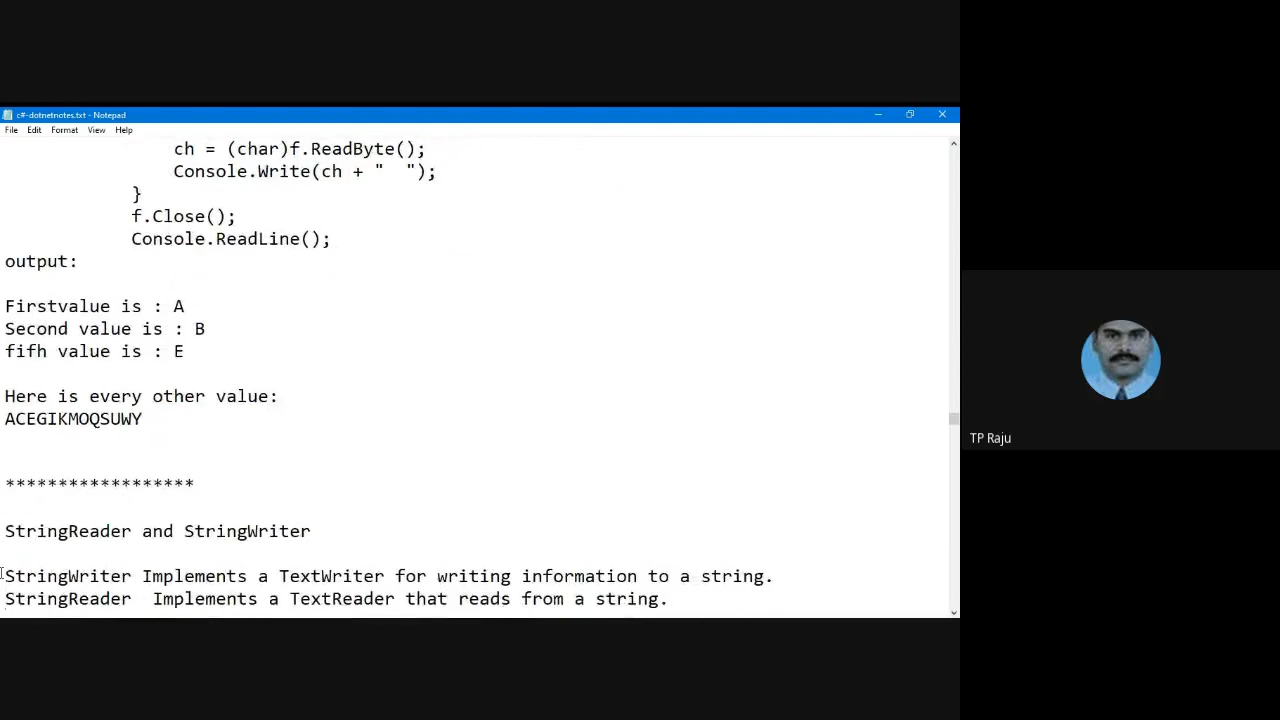 c#-dotnetnotes.txt - Notepad
File Edit Format View Help
ch = (char)f.ReadByte();
Console.Write(ch + "  ");
}
f.Close();
Console.ReadLine();
output:
Firstvalue is : A
Second value is : B
fifh value is : E
Here is every other value:
ACEGIKMOQSUWY
******************
StringReader and StringWriter
StringWriter Implements a TextWriter for writing information to a string.
StringReader  Implements a TextReader that reads from a string.
TP Raju